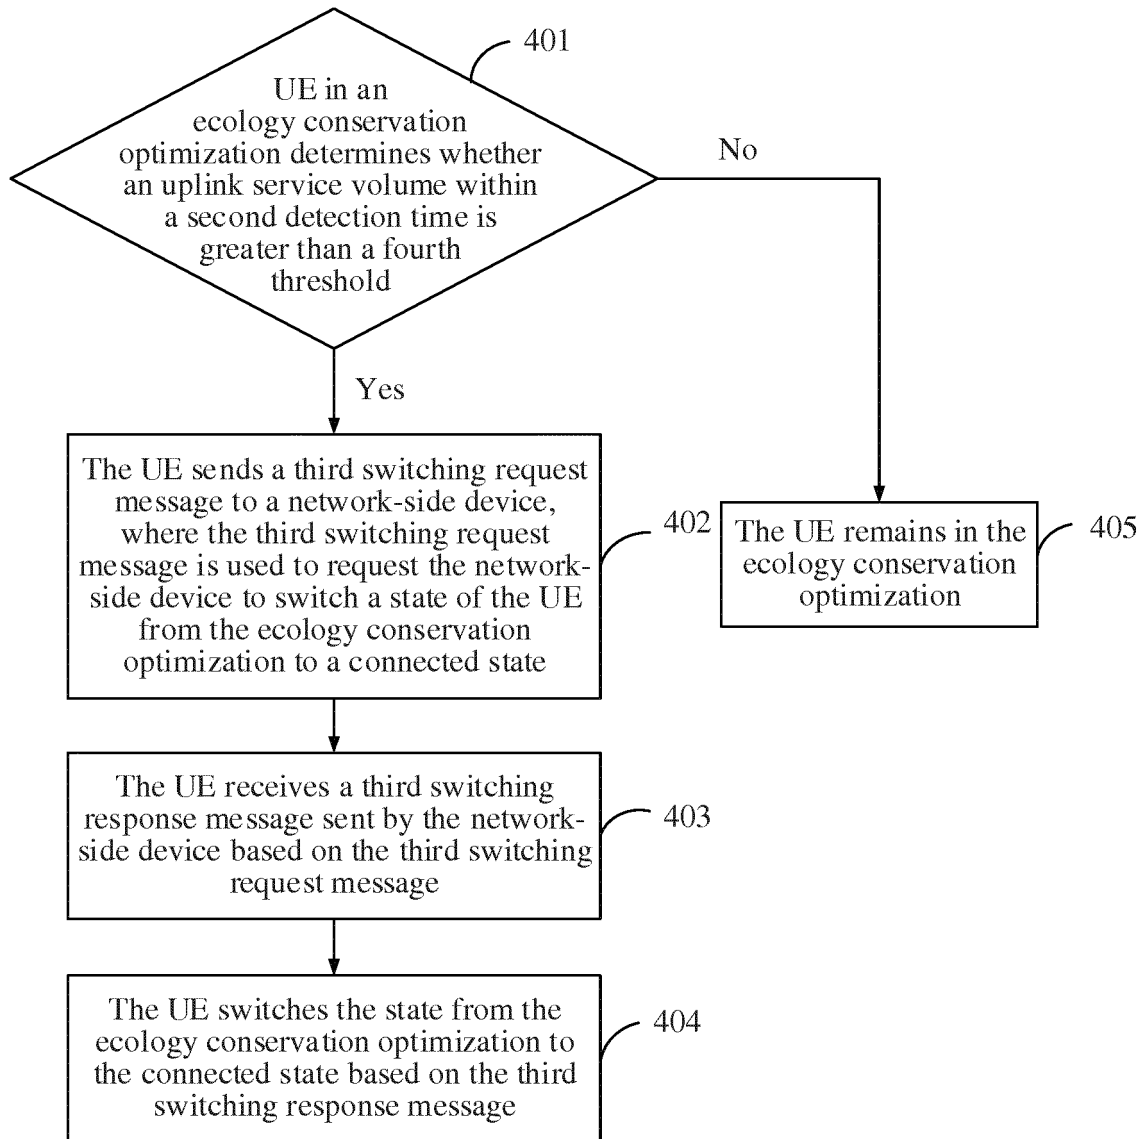 401
UE in an
ecology conservation
optimization determines whether
an uplink service volume within
a second detection time is
greater than a fourth
threshold
No
Yes
The UE sends a third switching request
message to a network-side device,
where the third switching request
message is used to request the network-
side device to switch a state of the UE
from the ecology conservation
optimization to a connected state
402
The UE remains in the
ecology conservation
optimization
405
The UE receives a third switching
response message sent by the network-
side device based on the third switching
request message
403
The UE switches the state from the
ecology conservation optimization to
the connected state based on the third
switching response message
404